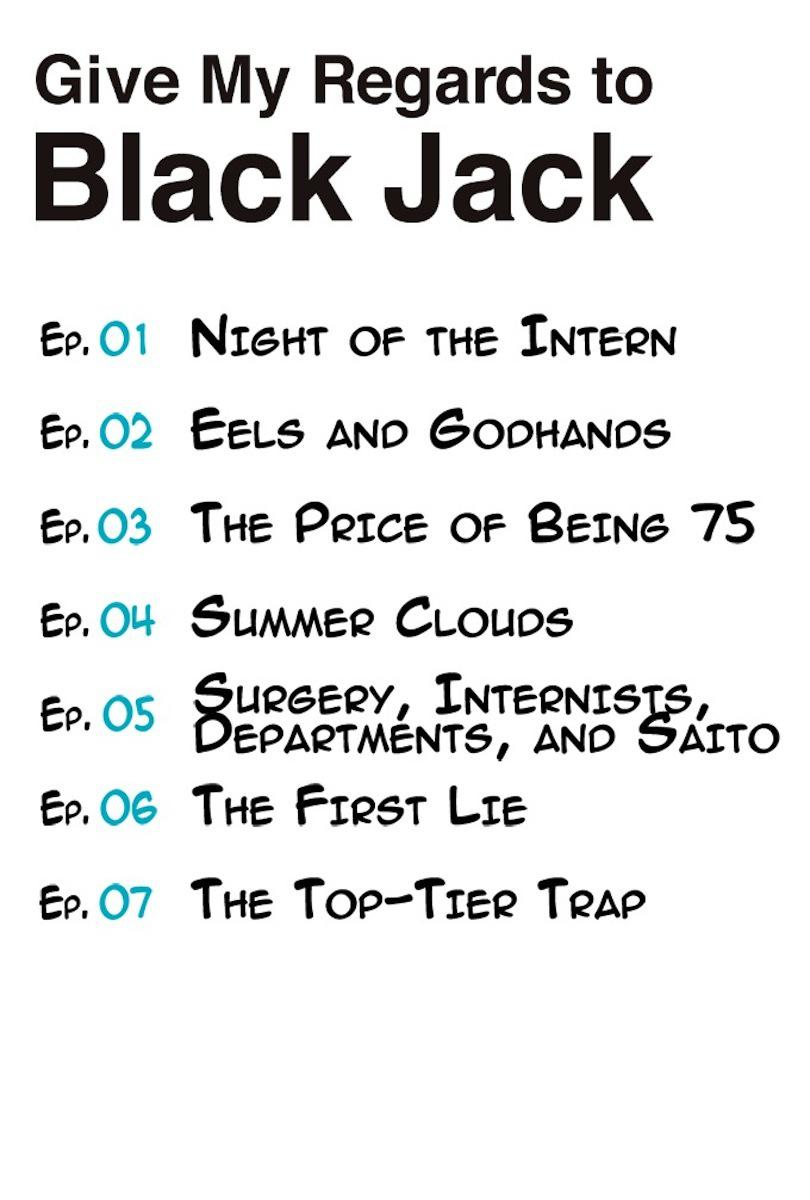 Give My Regards to
Black Jack
Ep. 01 Night of the Intern
Ep. 02 Eels and Godhands
Ep. 03 The Price of Being 75
Ep. 04 Summer Clouds
Ep. 05 Surgery, Internists,
Departments, and Saito
Ep. 06 The First Lie
Ep. 07 The Top-Tier Trap